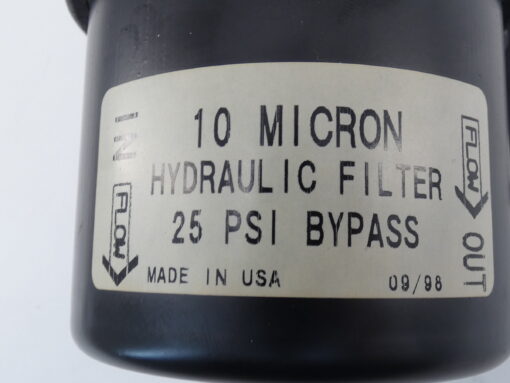 10 MICRON
HYDRAULIC FILTER
25 PSI BYPASS
MADE IN USA 09/98
IN
FLOW
FLOW
OUT